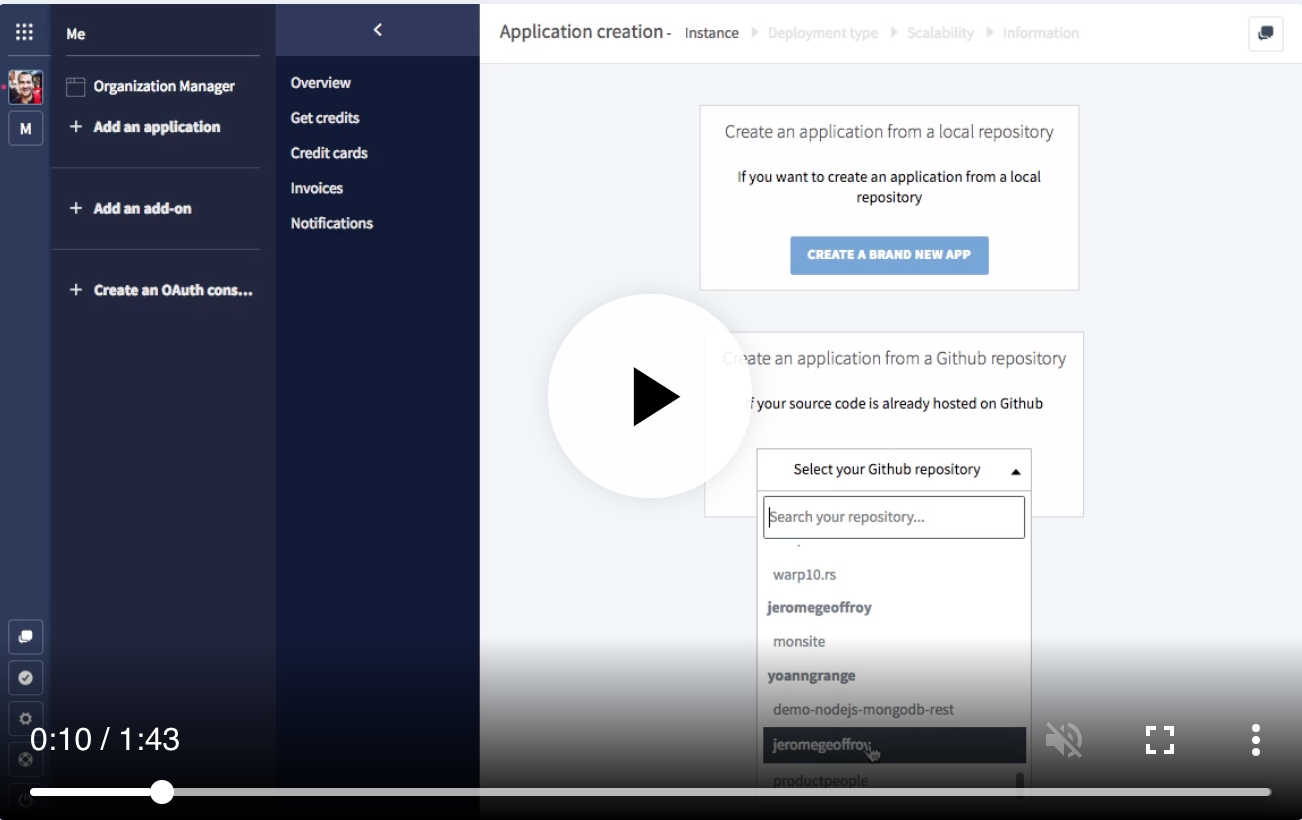 Me
Organization Manager
+ Add an application
M
+ Add an add-on
+ Create an OAuth cons...
Overview
Get credits
Credit cards
Invoices
Notifications
Application creation - Instance Deployment type Scalability Information
Create an application from a local repository
If you want to create an application from a local
repository
CREATE A BRAND NEW APP
Create an application from a Github repository
f your source code is already hosted on Github
Select your Github repository
Search your repository...
warp10.rs
jeromegeoffroy
monsite
yoanngrange
demo-nodejs-mongodb-rest
jeromegeoffroy
productpeople
0:10 / 1:43